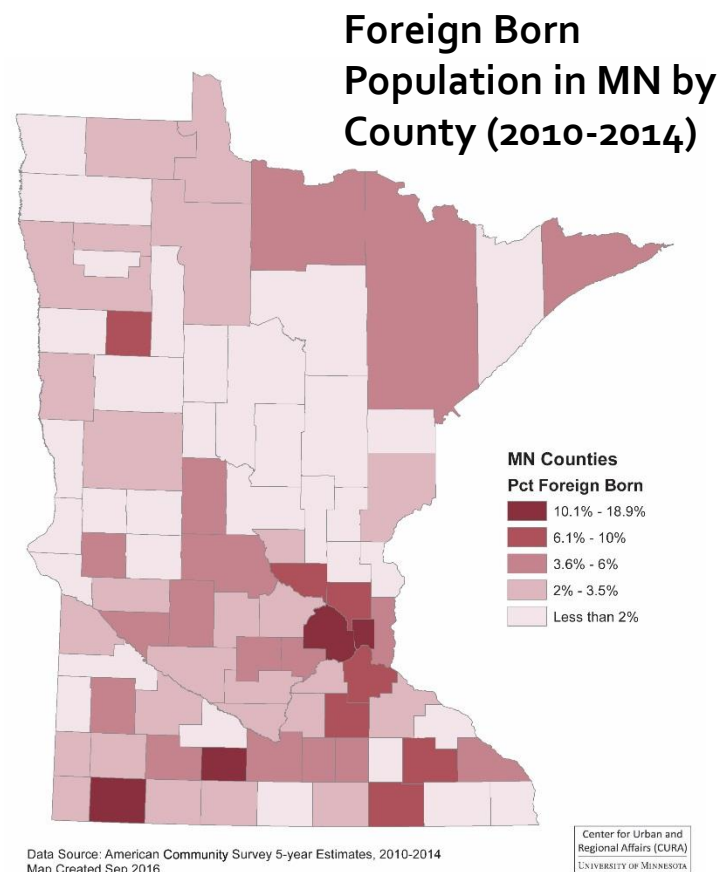 Foreign Born
Population in MN by
County (2010-2014)
MN Counties
Pct Foreign Born
10.1% - 18.9%
6.1% - 10%
3.6% - 6%
2% - 3.5%
Less than 2%
Data Source: American Community Survey 5-year Estimates, 2010-2014
Map Created Sep 2016
Center for Urban and
Regional Affairs (CURA)
UNIVERSITY OF MINNESOTA